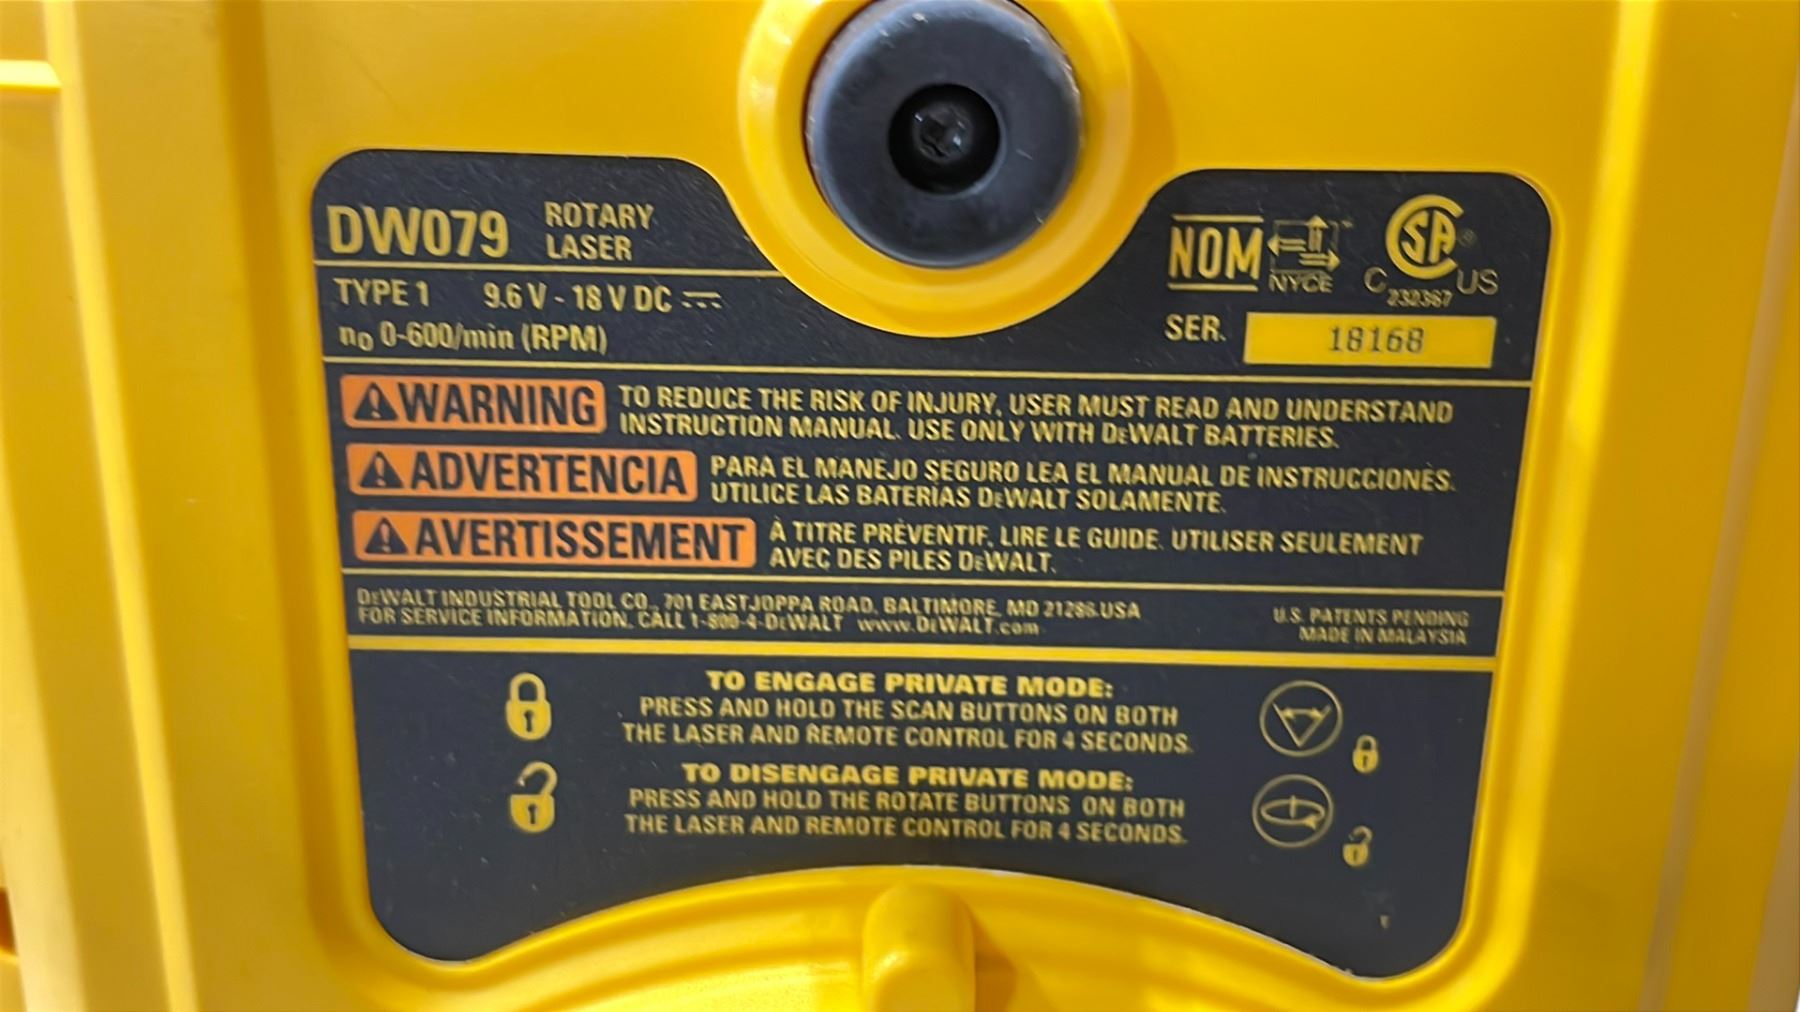 DW079 ROTARY
LASER
TYPE 1 9.6 V - 18 V DC
n0 0-600/min (RPM)
NOM
NYCE
CSA
C US
232367
SER. 18168
WARNING TO REDUCE THE RISK OF INJURY, USER MUST READ AND UNDERSTAND
INSTRUCTION MANUAL. USE ONLY WITH DEWALT BATTERIES.
ADVERTENCIA PARA EL MANEJO SEGURO LEA EL MANUAL DE INSTRUCCIONES.
UTILICE LAS BATERIAS DEWALT SOLAMENTE.
AVERTISSEMENT À TITRE PRÉVENTIF, LIRE LE GUIDE. UTILISER SEULEMENT
AVEC DES PILES DEWALT.
DEWALT INDUSTRIAL TOOL CO., 701 EAST JOPPA ROAD, BALTIMORE, MD 21286 USA
FOR SERVICE INFORMATION, CALL 1-800-4-DEWALT www.DEWALT.com
U.S. PATENTS PENDING
MADE IN MALAYSIA
TO ENGAGE PRIVATE MODE:
PRESS AND HOLD THE SCAN BUTTONS ON BOTH
THE LASER AND REMOTE CONTROL FOR 4 SECONDS.
TO DISENGAGE PRIVATE MODE:
PRESS AND HOLD THE ROTATE BUTTONS ON BOTH
THE LASER AND REMOTE CONTROL FOR 4 SECONDS.